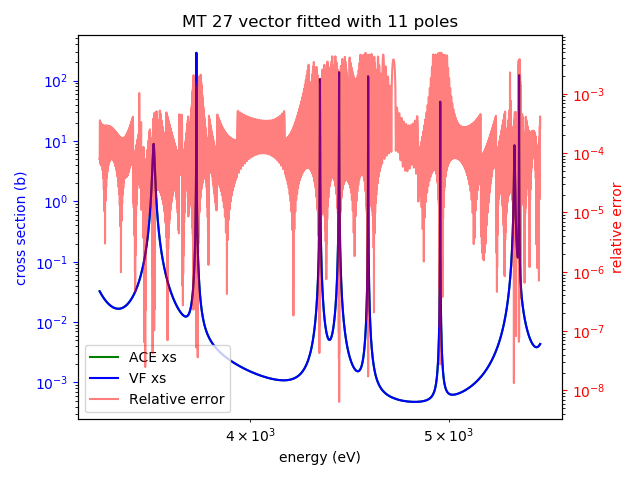 MT 27 vector fitted with 11 poles
cross section (b)
10²
10¹
10⁰
10⁻¹
10⁻²
10⁻³
10⁻³
10⁻⁴
10⁻⁵
10⁻⁶
10⁻⁷
10⁻⁸
relative error
ACE xs
VF xs
Relative error
4 × 10³ 5 × 10³
energy (eV)